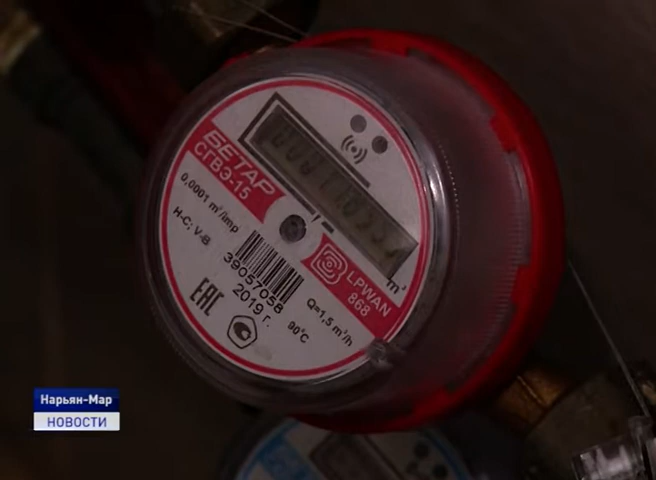 БЕТАР
СГВЭ-15
0,0001 m³/imp
H-C; V-B
39057058
2019 г.
90°C
Q=1,5 m³/h
LPWAN
868
m³
EAC
Нарьян-Мар
НОВОСТИ